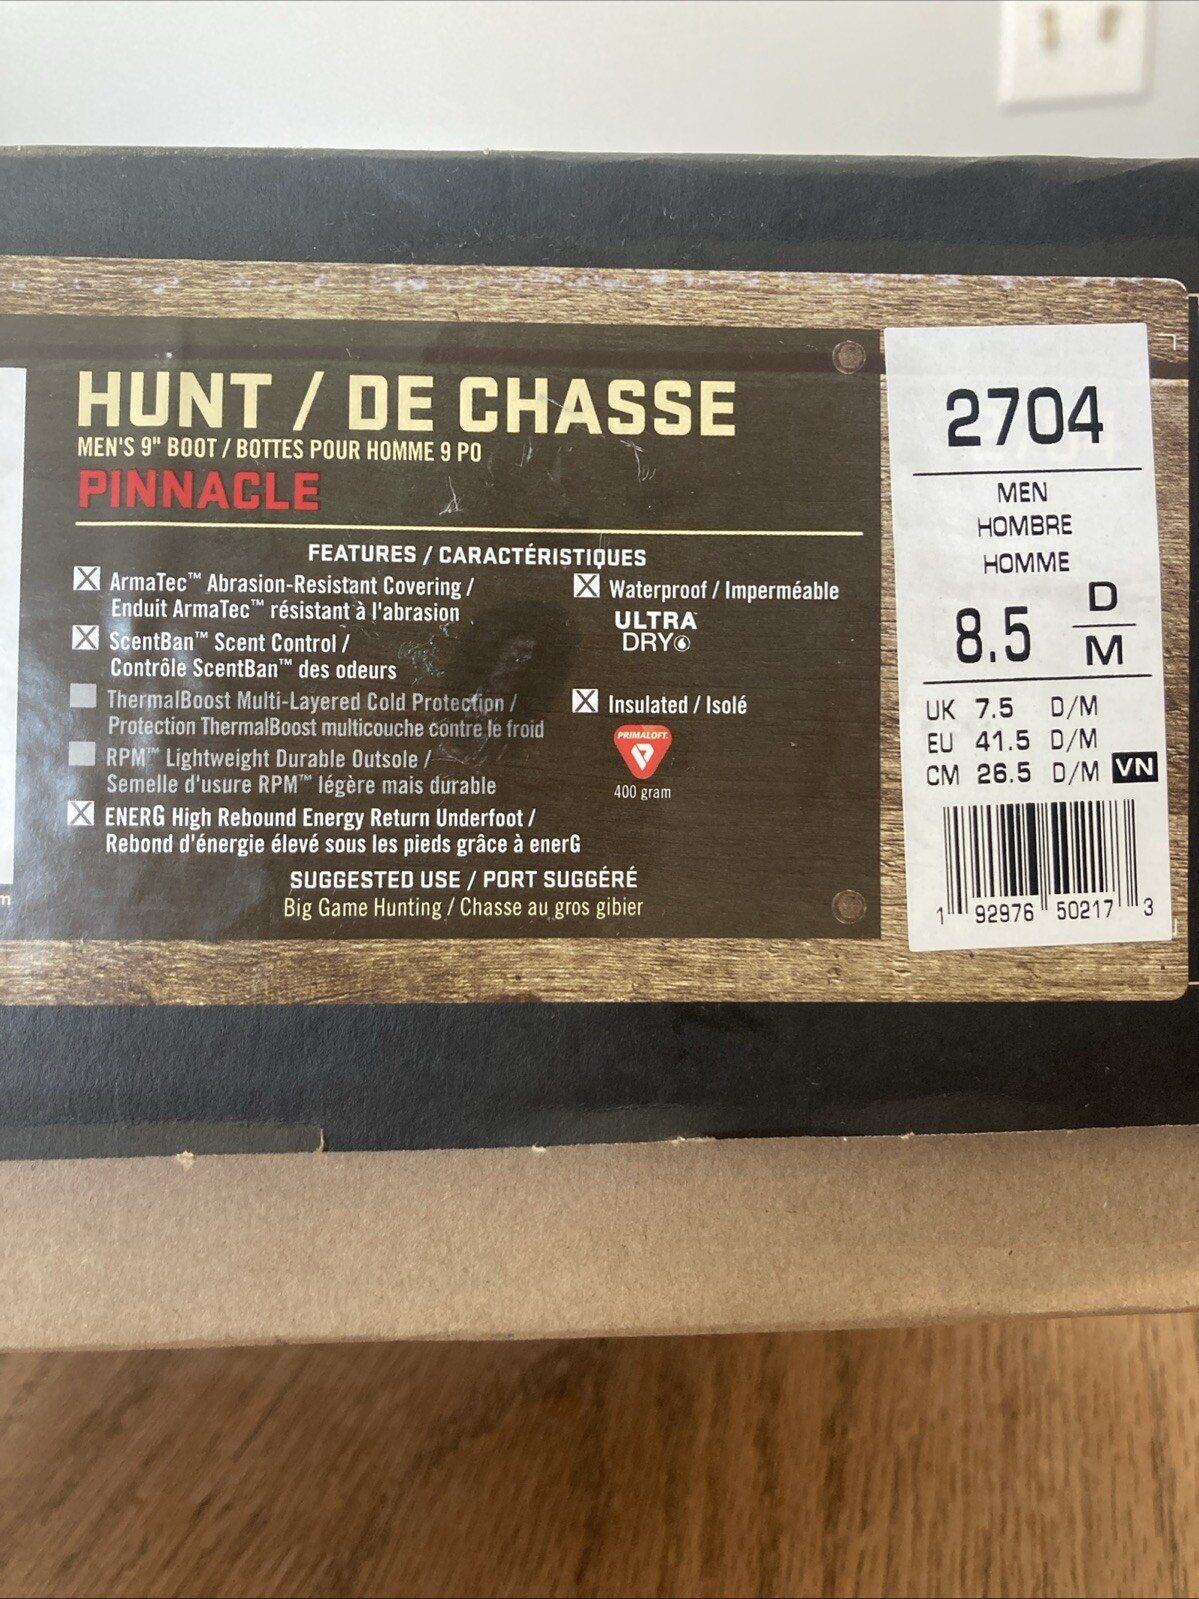 HUNT / DE CHASSE
MEN'S 9" BOOT / BOTTES POUR HOMME 9 PO
PINNACLE
FEATURES / CARACTÉRISTIQUES
ArmaTec™ Abrasion-Resistant Covering /
Enduit ArmaTec™ résistant à l'abrasion
ScentBan™ Scent Control /
Contrôle ScentBan™ des odeurs
ThermalBoost Multi-Layered Cold Protection /
Protection ThermalBoost multicouche contre le froid
RPM™ Lightweight Durable Outsole /
Semelle d'usure RPM™ légère mais durable
ENERG High Rebound Energy Return Underfoot /
Rebond d'énergie élevé sous les pieds grâce à enerG
Waterproof / Imperméable
ULTRA
DRY
Insulated / Isolé
PRIMALOFT.
400 gram
SUGGESTED USE / PORT SUGGÉRÉ
Big Game Hunting / Chasse au gros gibier
m
2704
MEN
HOMBRE
HOMME
8.5 D/M
UK 7.5 D/M
EU 41.5 D/M
CM 26.5 D/M VN
1 92976 50217 3